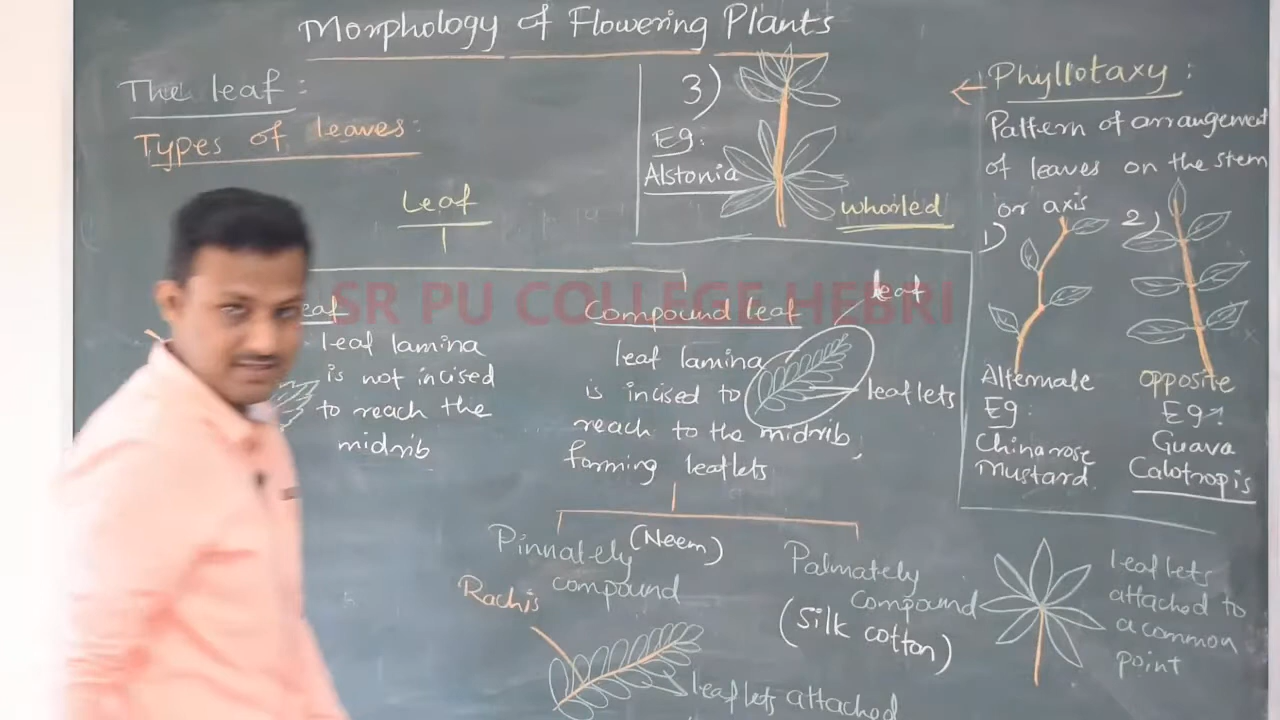 Morphology of Flowering Plants
The leaf :
Types of leaves:
Leaf
leaf
leaf lamina
is not incised
to reach the
midrib
Compound leaf
leaf
leaf lamina
is incised to
leaflets
reach to the midrib,
forming leaflets
Pinnately
(Neem)
compound
Rachis
leaflets attached
Palmately
compound
(Silk cotton)
leaflets
attached to
a common
point
3)
Eg:
Alstonia
whorled
Phyllotaxy :
Pattern of arrangement
of leaves on the stem
or axis
1)
2)
Alternate
Eg:
Chinarose
Mustard.
opposite
Eg:
Guava
Calotropis
SR PU COLLEGE HEBRI